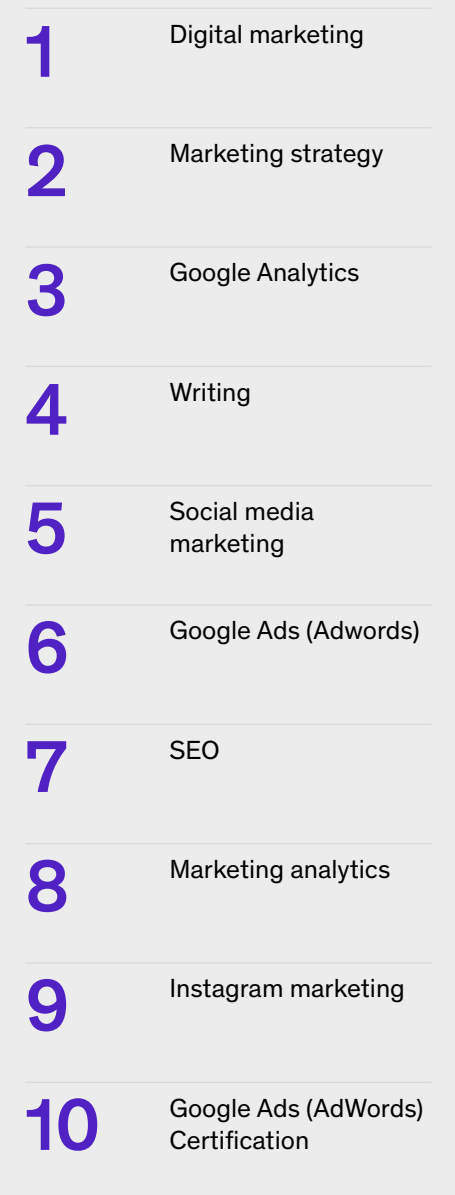 1 Digital marketing
2 Marketing strategy
3 Google Analytics
4 Writing
5 Social media
marketing
6 Google Ads (Adwords)
7 SEO
8 Marketing analytics
9 Instagram marketing
10 Google Ads (AdWords)
Certification